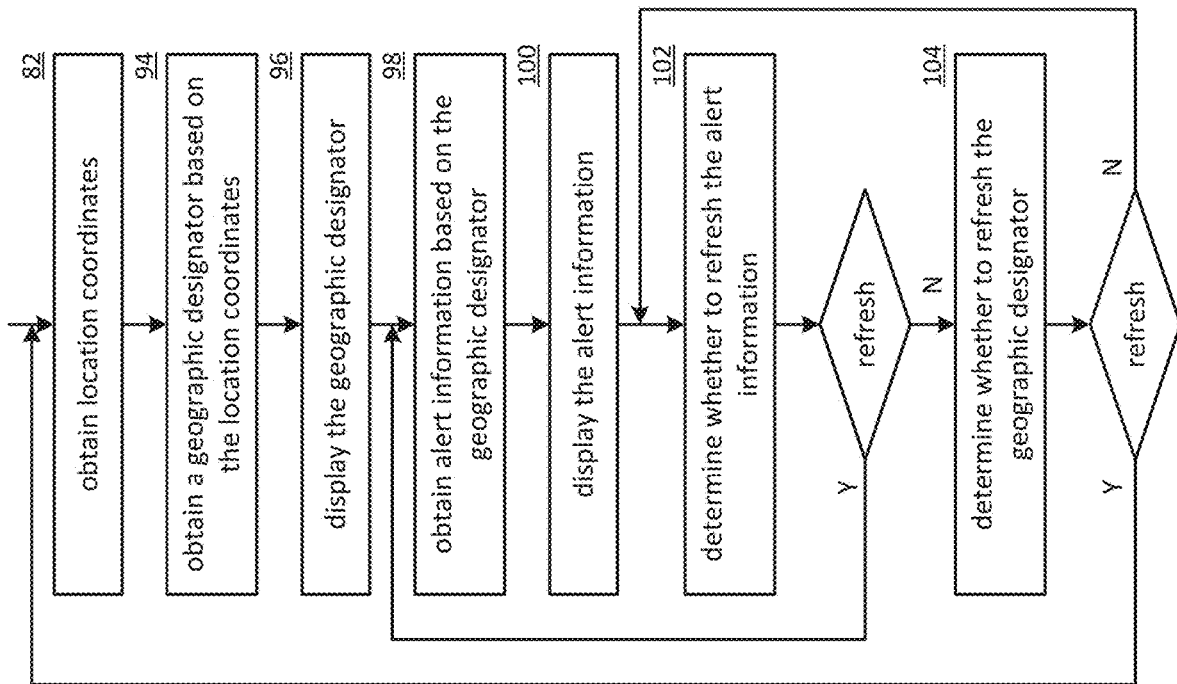 82
obtain location coordinates
94
obtain a geographic designator based on
the location coordinates
96
display the geographic designator
98
obtain alert information based on the
geographic designator
100
display the alert information
102
determine whether to refresh the alert
information
refresh
Y
N
104
determine whether to refresh the
geographic designator
refresh
Y
N